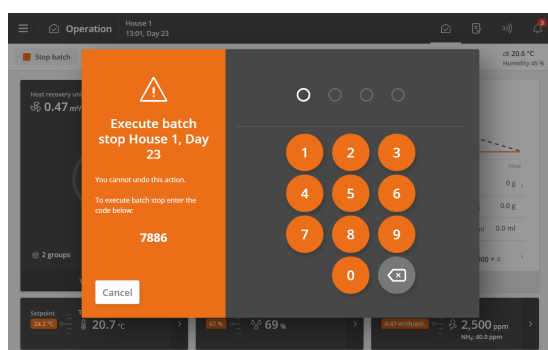 Operation
House 1
13:01, Day 23
3
Stop batch
20.6 °C
Humidity 45 %
Heat recovery uni
0.47 m³/
Execute batch
stop House 1, Day
23
You cannot undo this action.
To execute batch stop enter the
code below:
7886
Cancel
1 2 3
4 5 6
7 8 9
0
Now
0 g
0.0 g
0.0 ml
2 groups
Setpoint
24.2 °C
20.7 °C
67 %
69 %
0.47 m³/h/ani.
2,500 ppm
NH₃: 40.0 ppm